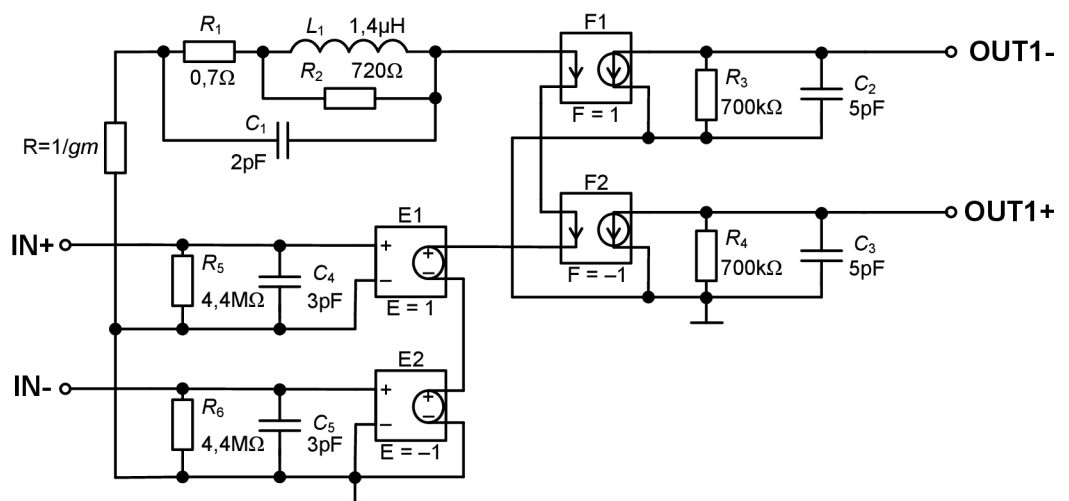 R1
L1 1,4µH
0,7Ω
R2 720Ω
C1
2pF
R=1/gm
F1
F = 1
R3
700kΩ
C2
5pF
OUT1-
F2
F = –1
R4
700kΩ
C3
5pF
OUT1+
IN+
R5
4,4MΩ
C4
3pF
E1
+
–
+
–
E = 1
IN-
R6
4,4MΩ
C5
3pF
E2
+
–
+
–
E = –1